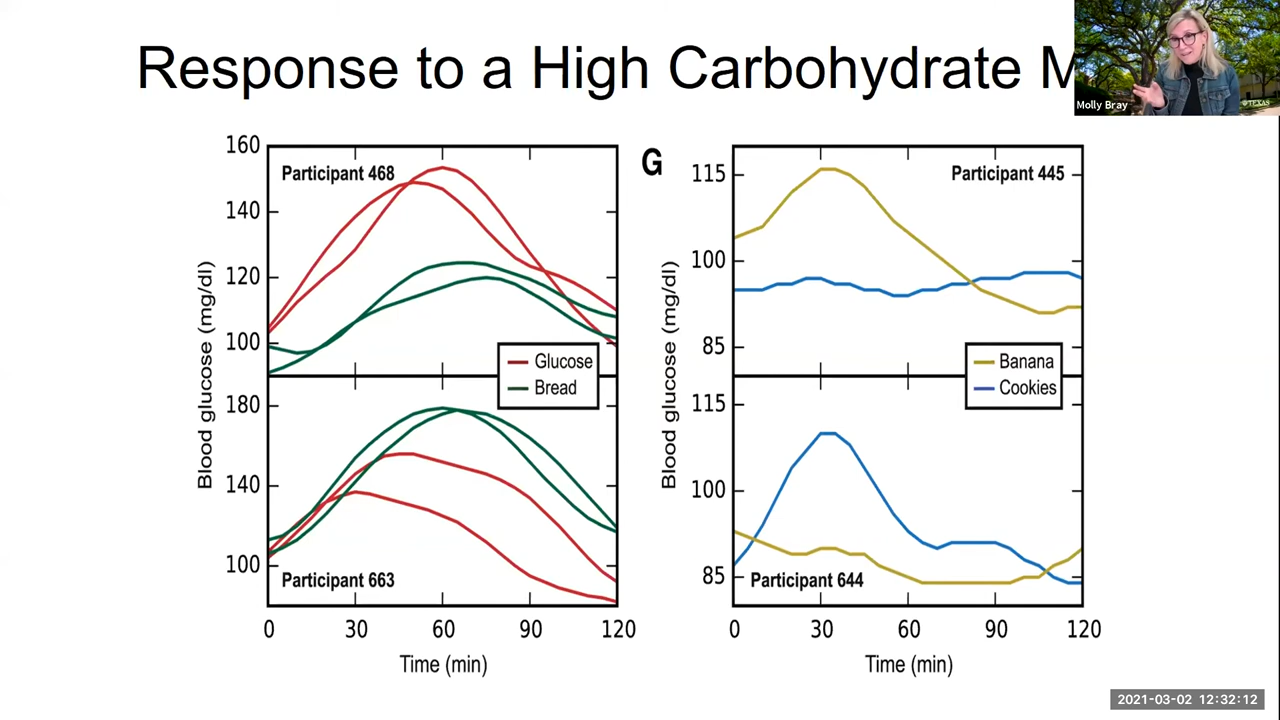 Response to a High Carbohydrate M
Molly Bray
TEXAS
160
140
120
100
Participant 468
Blood glucose (mg/dl)
Glucose
Bread
180
140
100
Participant 663
0 30 60 90 120
Time (min)
G
115
100
85
Participant 445
Blood glucose (mg/dl)
Banana
Cookies
115
100
85
Participant 644
0 30 60 90 120
Time (min)
2021-03-02 12:32:12